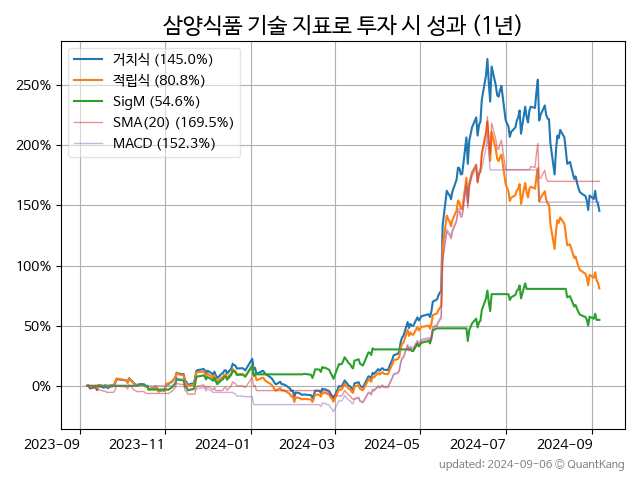 삼양식품 기술 지표로 투자 시 성과 (1년)
거치식 (145.0%)
적립식 (80.8%)
SigM (54.6%)
SMA(20) (169.5%)
MACD (152.3%)
250%
200%
150%
100%
50%
0%
2023-09 2023-11 2024-01 2024-03 2024-05 2024-07 2024-09
updated: 2024-09-06 © QuantKang